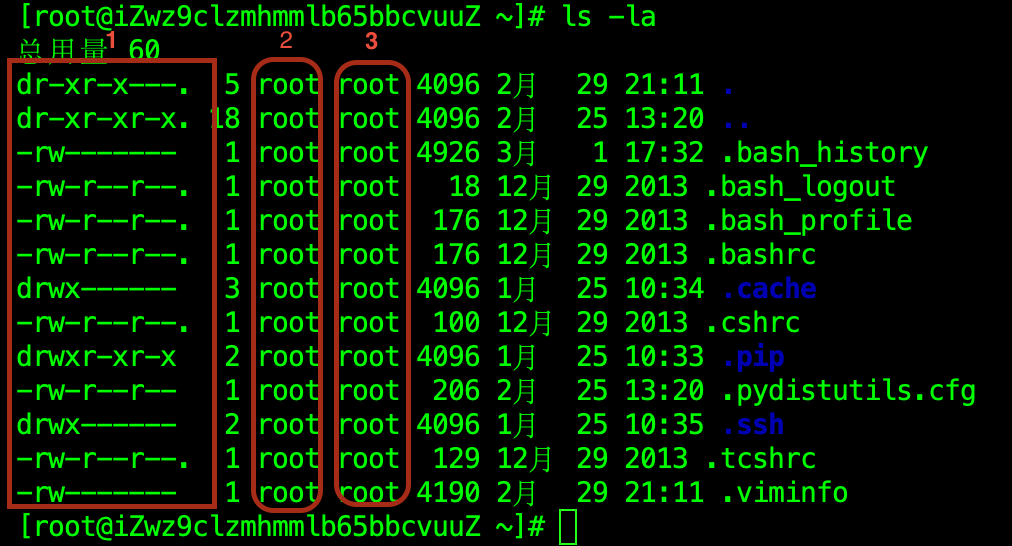 [root@iZwz9clzmhmmlb65bbcvuuZ ~]# ls -la
总用量 60
1 2 3
dr-xr-x---. 5 root root 4096 2月 29 21:11 .
dr-xr-xr-x. 18 root root 4096 2月 25 13:20 ..
-rw------- 1 root root 4926 3月 1 17:32 .bash_history
-rw-r--r--. 1 root root 18 12月 29 2013 .bash_logout
-rw-r--r--. 1 root root 176 12月 29 2013 .bash_profile
-rw-r--r--. 1 root root 176 12月 29 2013 .bashrc
drwx------ 3 root root 4096 1月 25 10:34 .cache
-rw-r--r--. 1 root root 100 12月 29 2013 .cshrc
drwxr-xr-x 2 root root 4096 1月 25 10:33 .pip
-rw-r--r-- 1 root root 206 2月 25 13:20 .pydistutils.cfg
drwx------ 2 root root 4096 1月 25 10:35 .ssh
-rw-r--r--. 1 root root 129 12月 29 2013 .tcshrc
-rw------- 1 root root 4190 2月 29 21:11 .viminfo
[root@iZwz9clzmhmmlb65bbcvuuZ ~]#